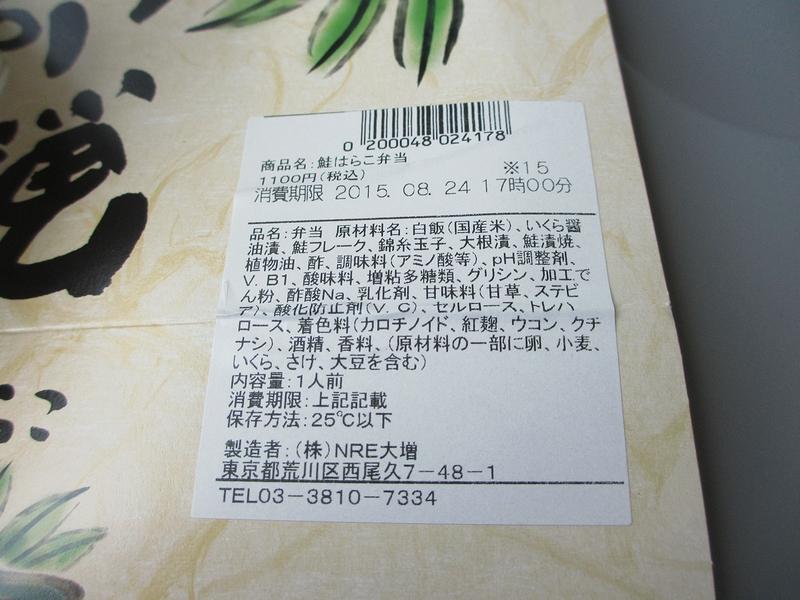 0 200048 024178
商品名:鮭はらこ弁当
1100円(税込)
※15
消費期限 2015. 08. 24 17時00分
品名:弁当 原材料名:白飯(国産米)、いくら醤
油漬、鮭フレーク、錦糸玉子、大根漬、鮭漬焼、
植物油、酢、調味料(アミノ酸等)、pH調整剤、
V. B1、酸味料、増粘多糖類、グリシン、加工で
ん粉、酢酸Na、乳化剤、甘味料(甘草、ステビ
ア)、酸化防止剤(V. C)、セルロース、トレハ
ロース、着色料(カロチノイド、紅麹、ウコン、クチ
ナシ)、酒精、香料、(原材料の一部に卵、小麦、
いくら、さけ、大豆を含む)
内容量:1人前
消費期限:上記記載
保存方法:25℃以下
製造者:(株)NRE大増
東京都荒川区西尾久7-48-1
TEL03-3810-7334